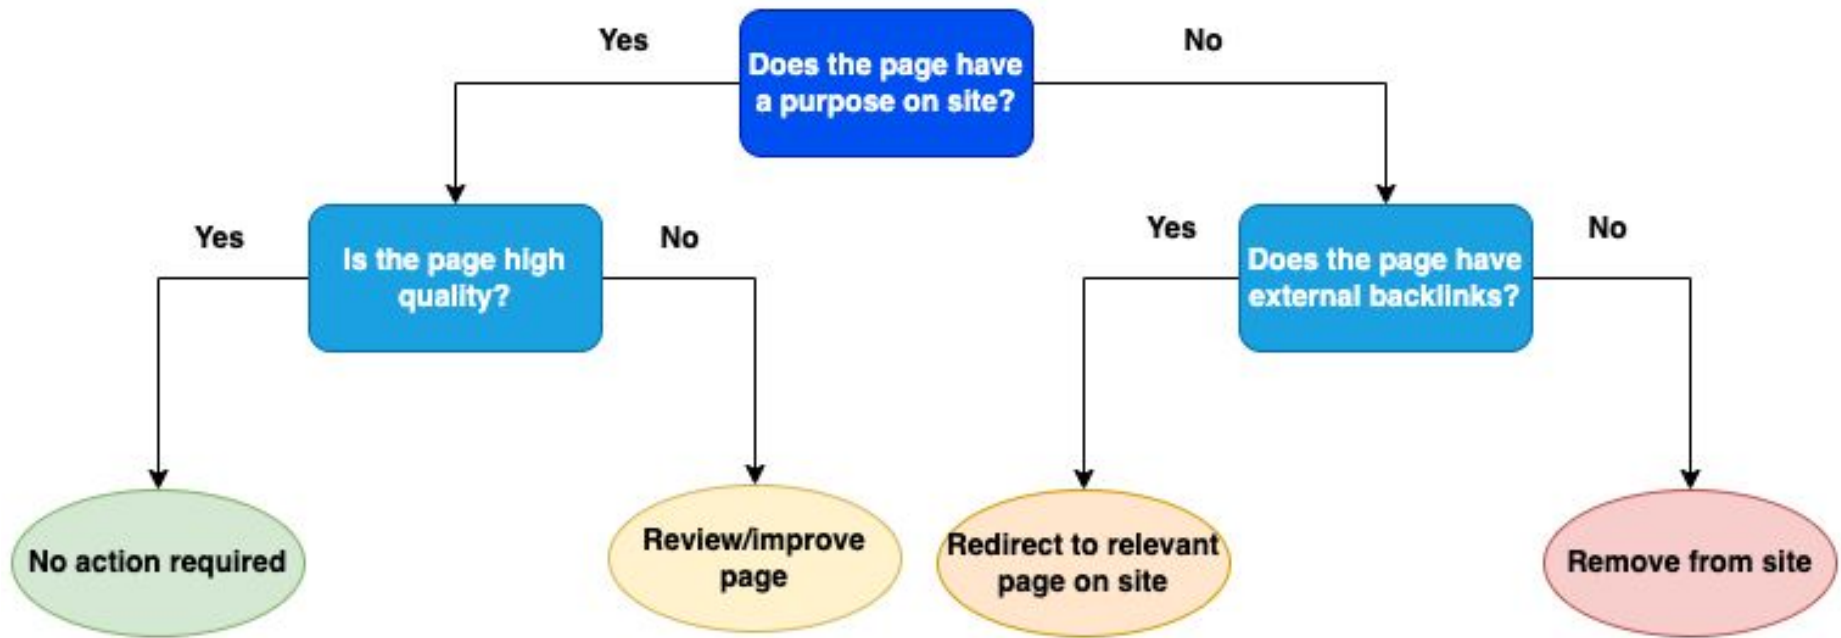 Yes
No
Does the page have
a purpose on site?
Yes
No
Is the page high
quality?
Yes
No
Does the page have
external backlinks?
No action required
Review/improve
page
Redirect to relevant
page on site
Remove from site